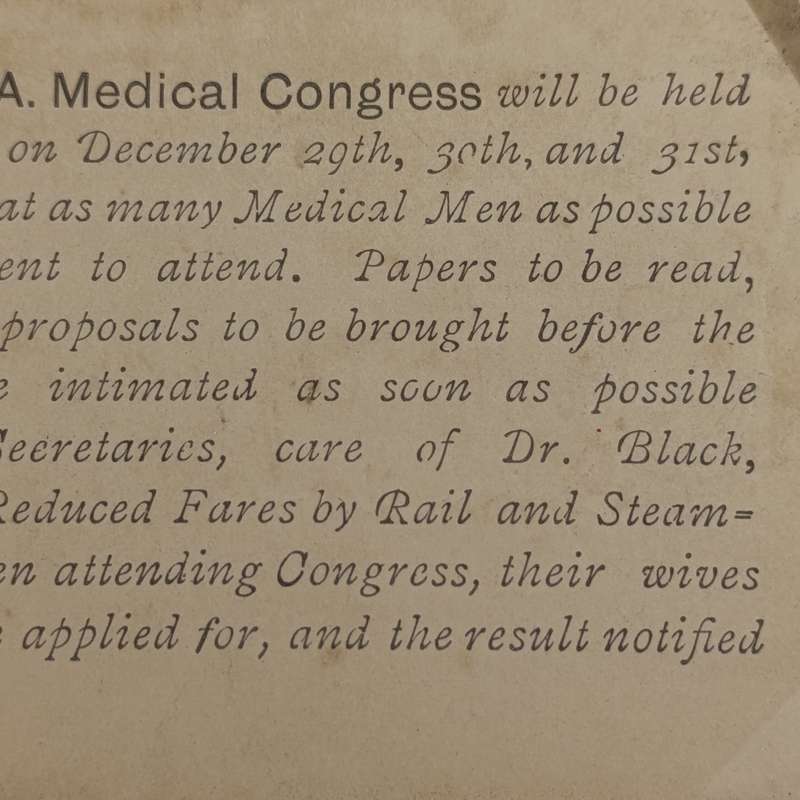 A. Medical Congress will be held
on December 29th, 30th, and 31st,
at as many Medical Men as possible
ent to attend. Papers to be read,
proposals to be brought before the
e intimated as soon as possible
Secretaries, care of Dr. Black,
Reduced Fares by Rail and Steam=
en attending Congress, their wives
applied for, and the result notified